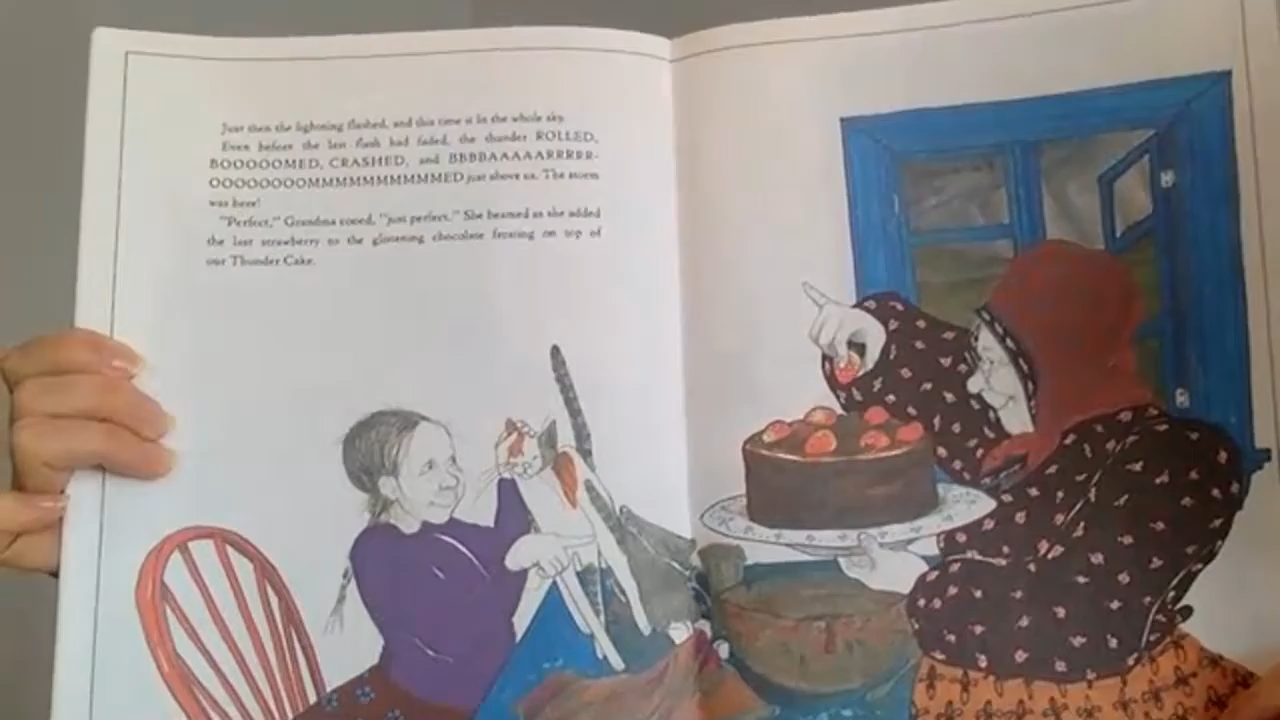 Just then the lightning flashed, and this time it lit the whole sky.
Even before the last flash had faded, the thunder ROLLED,
BOOOOOMED, CRASHED, and BBBBAAAAARRRRR-
OOOOOOOOMMMMMMMMMMED just above us. The storm
was here!
"Perfect," Grandma cooed, "just perfect." She beamed as she added
the last strawberry to the glistening chocolate frosting on top of
our Thunder Cake.